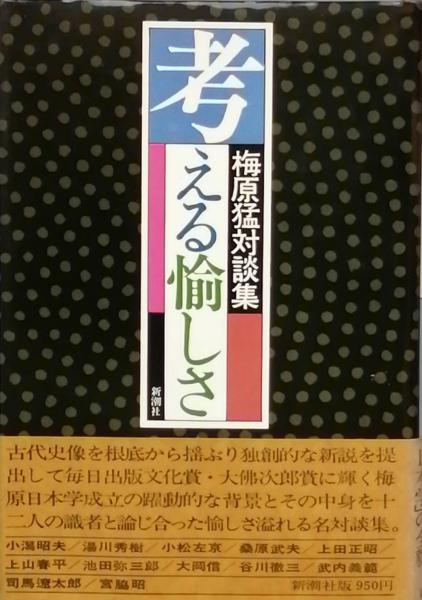 考える愉しさ
梅原猛対談集
新潮社
古代史像を根底から揺ぶり独創的な新説を提
出して毎日出版文化賞・大佛次郎賞に輝く梅
原日本学成立の躍動的な背景とその中身を十
二人の識者と論じ合った愉しさ溢れる名対談集。
小潟昭夫/湯川秀樹/小松左京/桑原武夫/上田正昭/
上山春平/池田弥三郎/大岡信/谷川徹三/武内義範/
司馬遼太郎/宮脇昭
新潮社版 950円